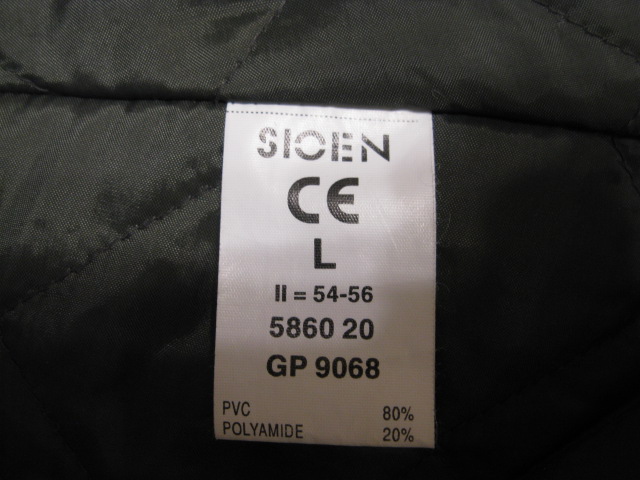 SIOEN
CE
L
II = 54-56
5860 20
GP 9068
PVC 80%
POLYAMIDE 20%